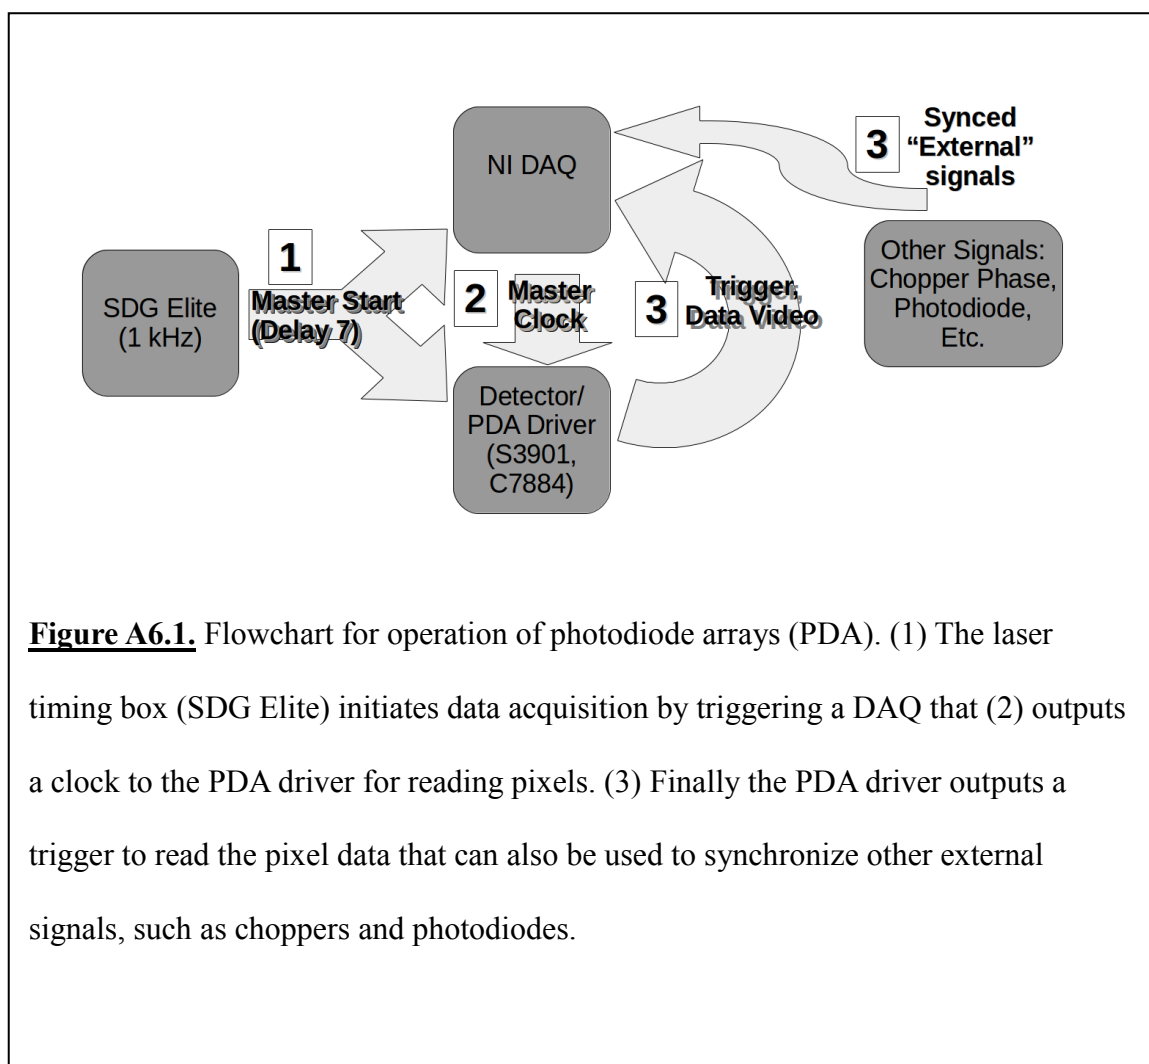 NI DAQ
3
Synced
“External”
signals
SDG Elite
(1 kHz)
1
Master Start
(Delay 7)
2
Master
Clock
3
Trigger,
Data Video
Other Signals:
Chopper Phase,
Photodiode,
Etc.
Detector/
PDA Driver
(S3901,
C7884)
Figure A6.1. Flowchart for operation of photodiode arrays (PDA). (1) The laser
timing box (SDG Elite) initiates data acquisition by triggering a DAQ that (2) outputs
a clock to the PDA driver for reading pixels. (3) Finally the PDA driver outputs a
trigger to read the pixel data that can also be used to synchronize other external
signals, such as choppers and photodiodes.